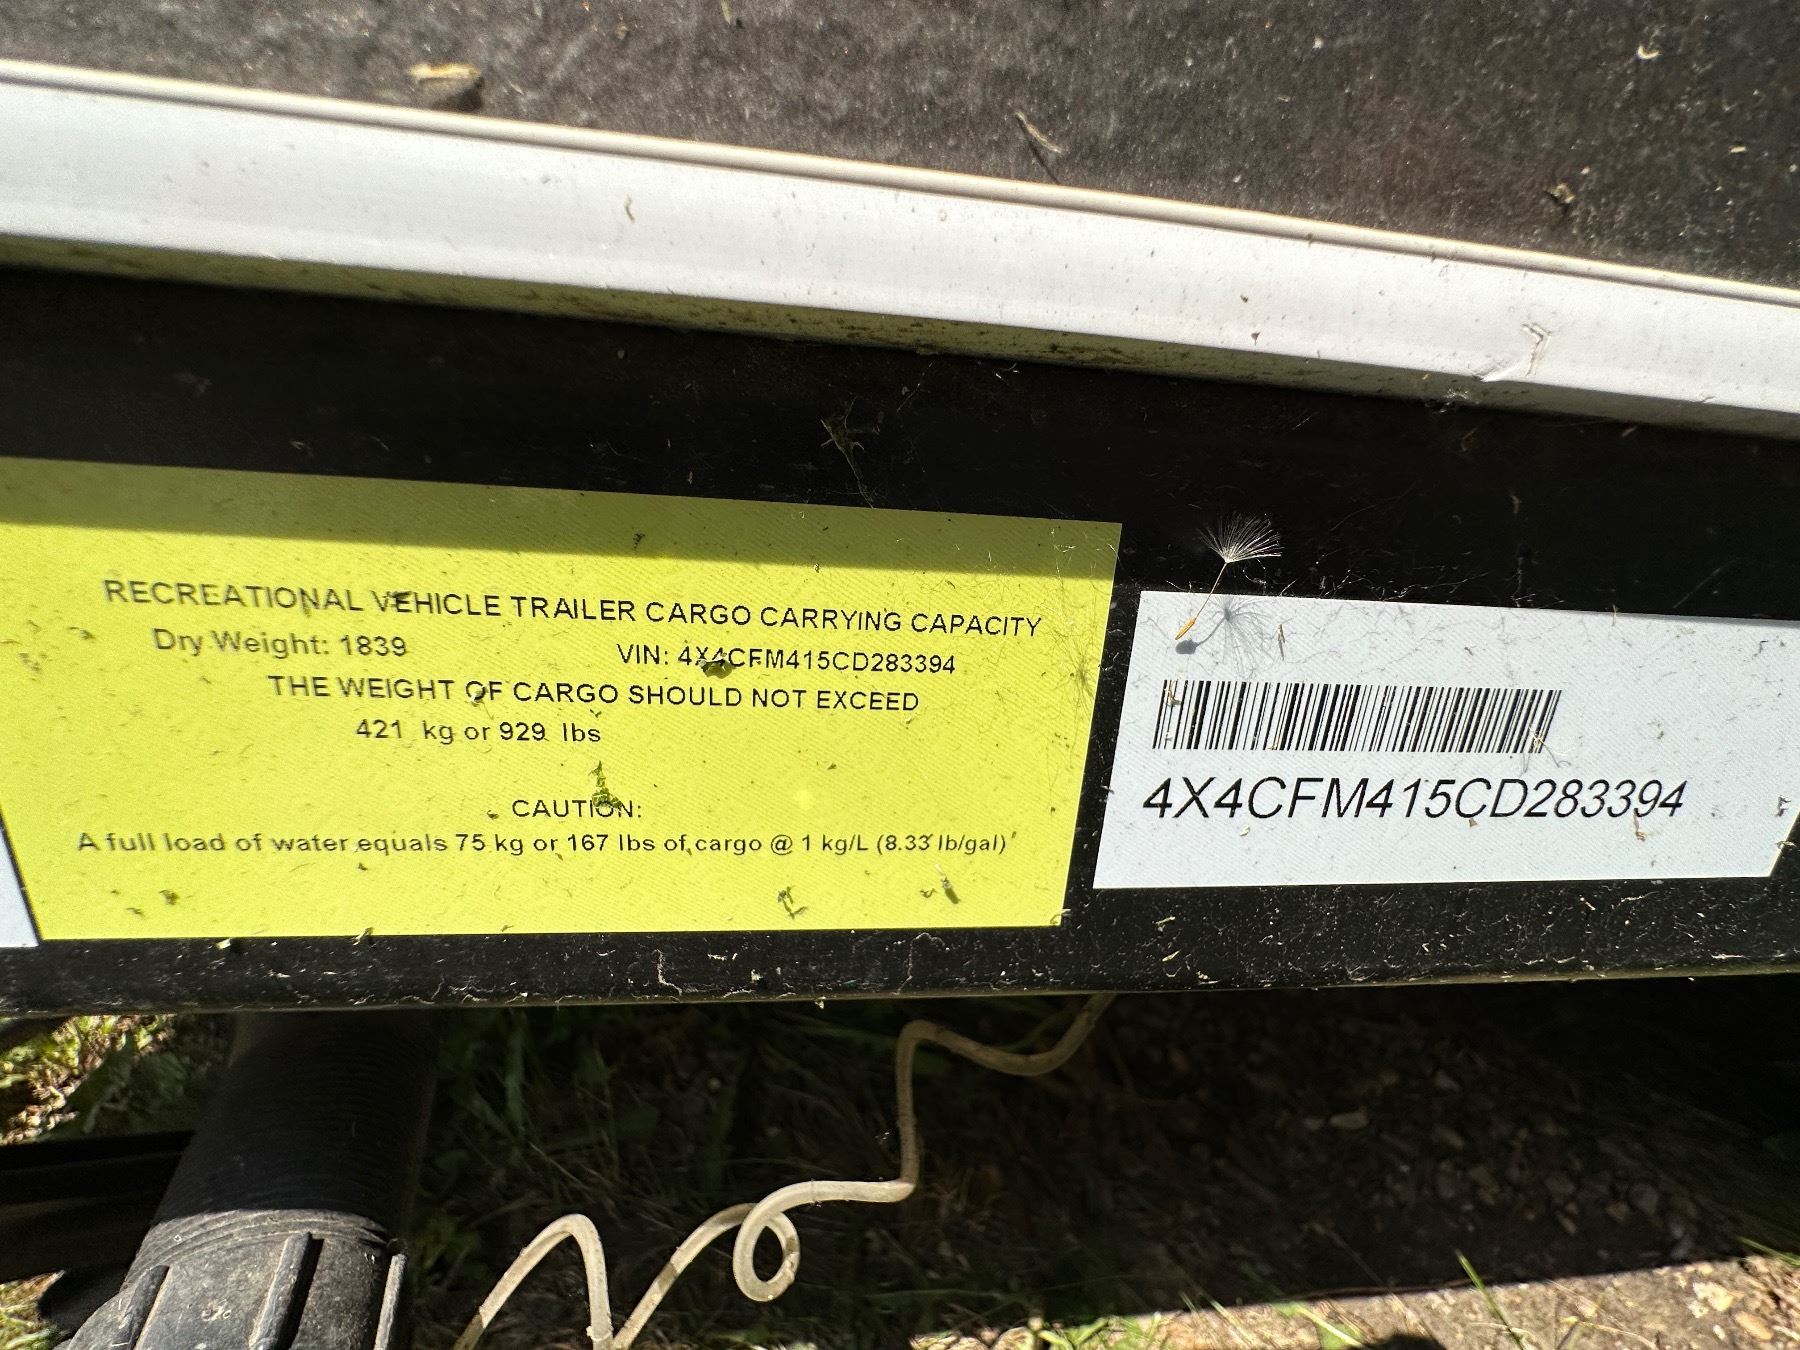 RECREATIONAL VEHICLE TRAILER CARGO CARRYING CAPACITY
Dry Weight: 1839 VIN: 4X4CFM415CD283394
THE WEIGHT OF CARGO SHOULD NOT EXCEED
421 kg or 929 lbs
CAUTION:
A full load of water equals 75 kg or 167 lbs of cargo @ 1 kg/L (8.33 lb/gal)
4X4CFM415CD283394